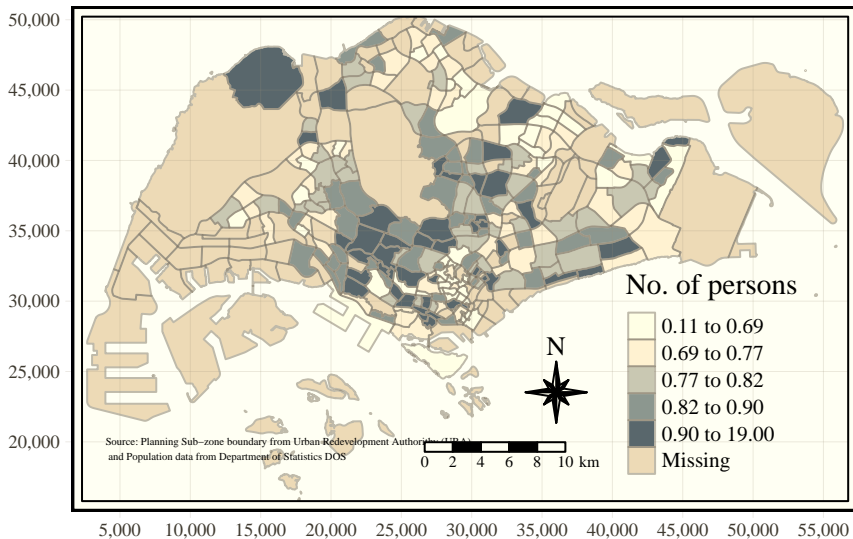 50,000
45,000
40,000
35,000
30,000
25,000
20,000
No. of persons
0.11 to 0.69
0.69 to 0.77
0.77 to 0.82
0.82 to 0.90
0.90 to 19.00
Missing
N
Source: Planning Sub−zone boundary from Urban Redevelopment Authorithy (URA)
and Population data from Department of Statistics DOS
0 2 4 6 8 10 km
5,000 10,000 15,000 20,000 25,000 30,000 35,000 40,000 45,000 50,000 55,000